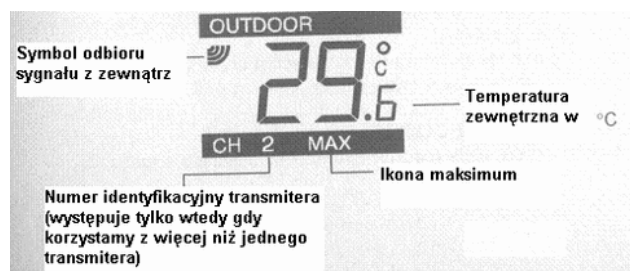 OUTDOOR
Symbol odbioru
sygnału z zewnątrz
29.6 °C
Temperatura
zewnętrzna w °C
CH 2 MAX
Ikona maksimum
Numer identyfikacyjny transmitera
(występuje tylko wtedy gdy
korzystamy z więcej niż jednego
transmitera)